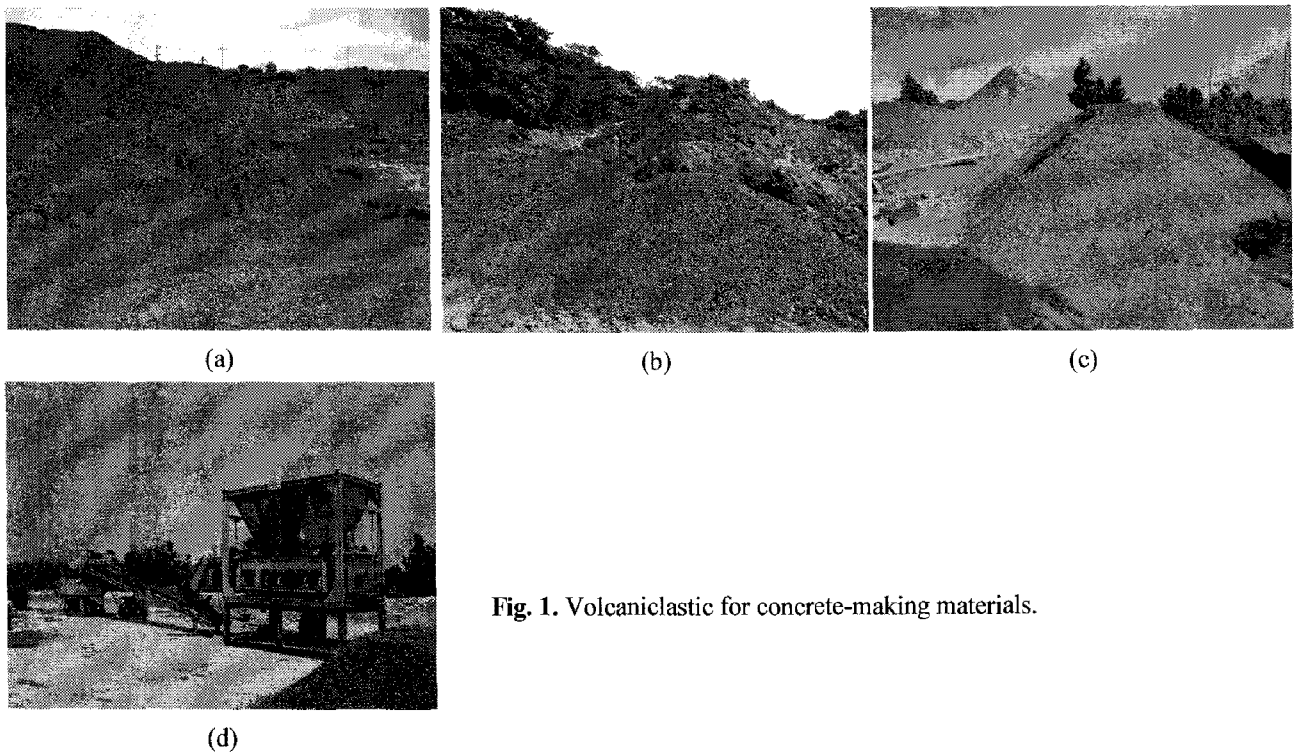 (a)
(b)
(c)
Fig. 1. Volcaniclastic for concrete-making materials.
(d)